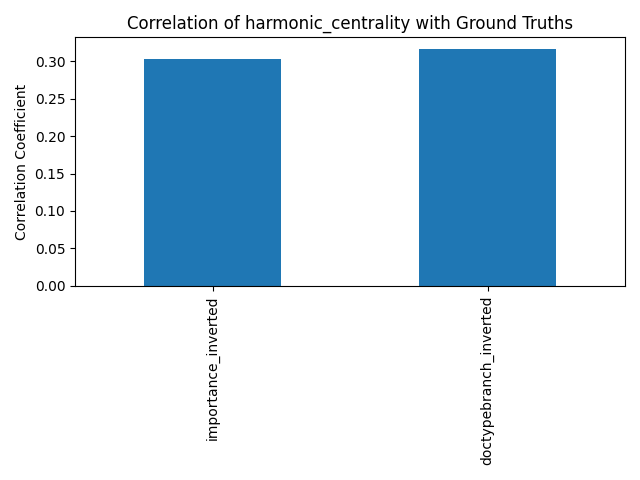 Correlation of harmonic_centrality with Ground Truths
Correlation Coefficient
0.30
0.25
0.20
0.15
0.10
0.05
0.00
importance_inverted
doctypebranch_inverted